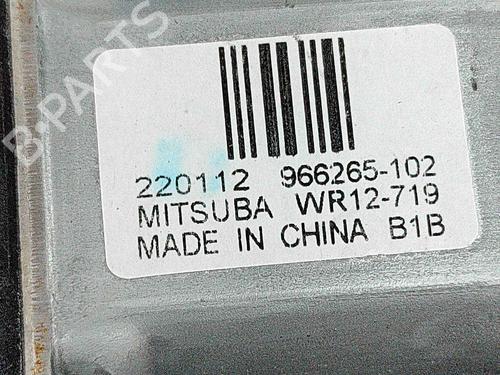 B-PARTS
220112 966265-102
MITSUBA WR12-719
MADE IN CHINA B1B